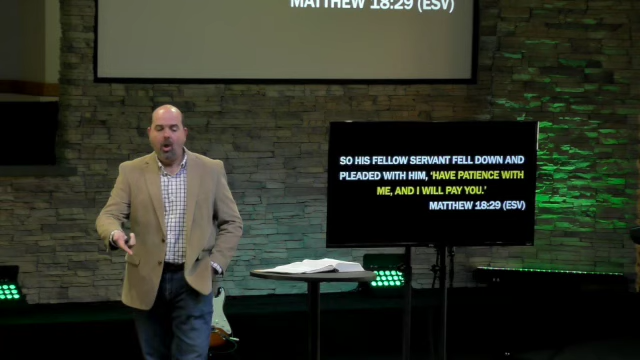 MATTHEW 18:29 (ESV)
SO HIS FELLOW SERVANT FELL DOWN AND
PLEADED WITH HIM, 'HAVE PATIENCE WITH
ME, AND I WILL PAY YOU.'
MATTHEW 18:29 (ESV)